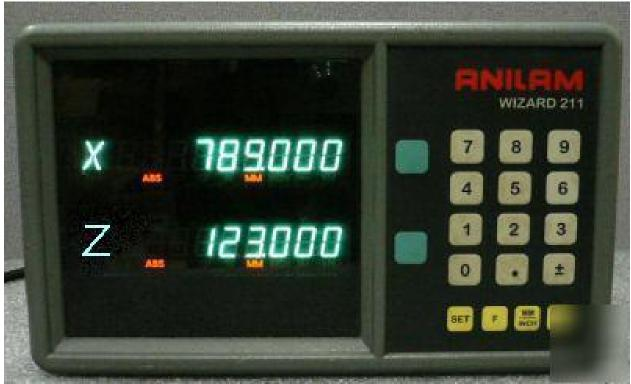 ANILAM
WIZARD 211
X 789.000
ABS MM
Z 123.000
ABS MM
7 8 9
4 5 6
1 2 3
0 . ±
SET F MM INCH